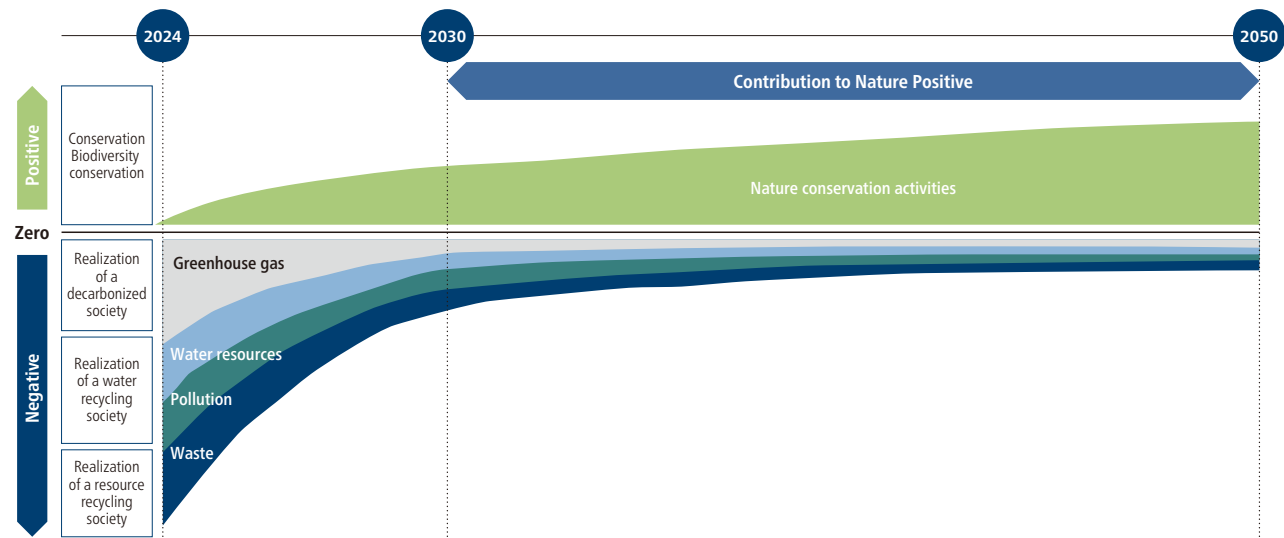 2024
2030
2050
Contribution to Nature Positive
Positive
Conservation
Biodiversity
conservation
Nature conservation activities
Zero
Negative
Realization
of a
decarbonized
society
Greenhouse gas
Realization
of a water
recycling
society
Water resources
Pollution
Realization
of a resource
recycling
society
Waste